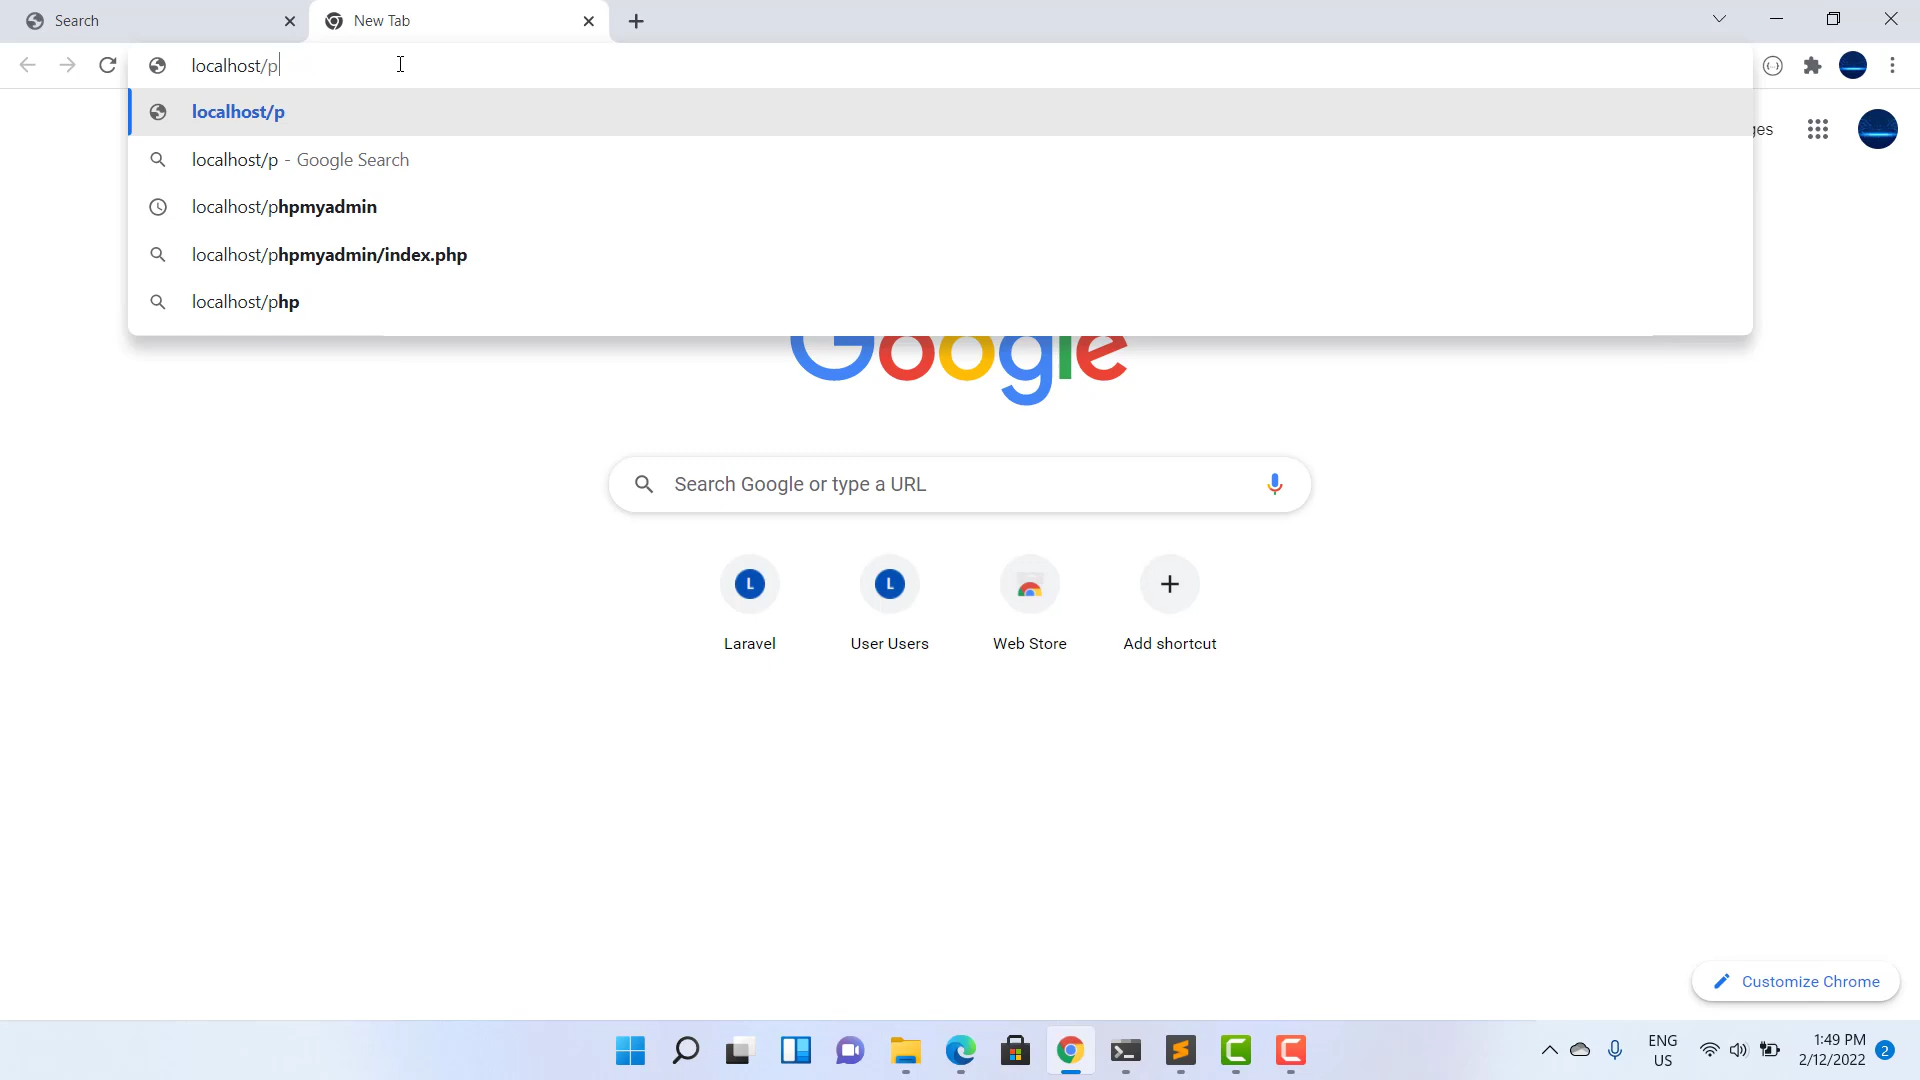 Search
New Tab
localhost/p
localhost/p
localhost/p - Google Search
localhost/phpmyadmin
localhost/phpmyadmin/index.php
localhost/php
ges
Google
Search Google or type a URL
L
Laravel
L
User Users
Web Store
Add shortcut
Customize Chrome
ENG
US
1:49 PM
2/12/2022
2